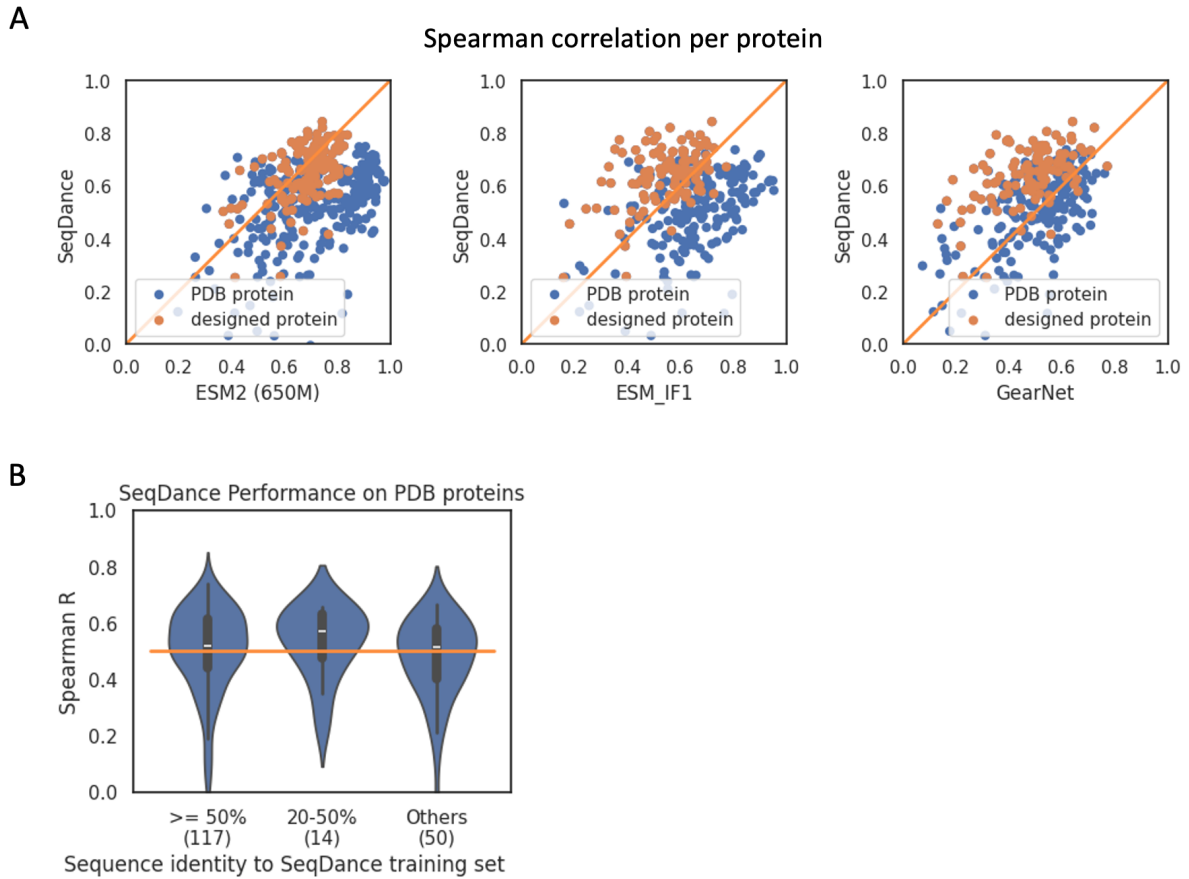 A
Spearman correlation per protein
1.0
0.8
0.6
0.4
0.2
0.0
SeqDance
PDB protein
designed protein
0.0 0.2 0.4 0.6 0.8 1.0
ESM2 (650M)
1.0
0.8
0.6
0.4
0.2
0.0
SeqDance
PDB protein
designed protein
0.0 0.2 0.4 0.6 0.8 1.0
ESM_IF1
1.0
0.8
0.6
0.4
0.2
0.0
SeqDance
PDB protein
designed protein
0.0 0.2 0.4 0.6 0.8 1.0
GearNet
B
SeqDance Performance on PDB proteins
1.0
0.8
0.6
0.4
0.2
0.0
Spearman R
>= 50% 20-50% Others
(117) (14) (50)
Sequence identity to SeqDance training set